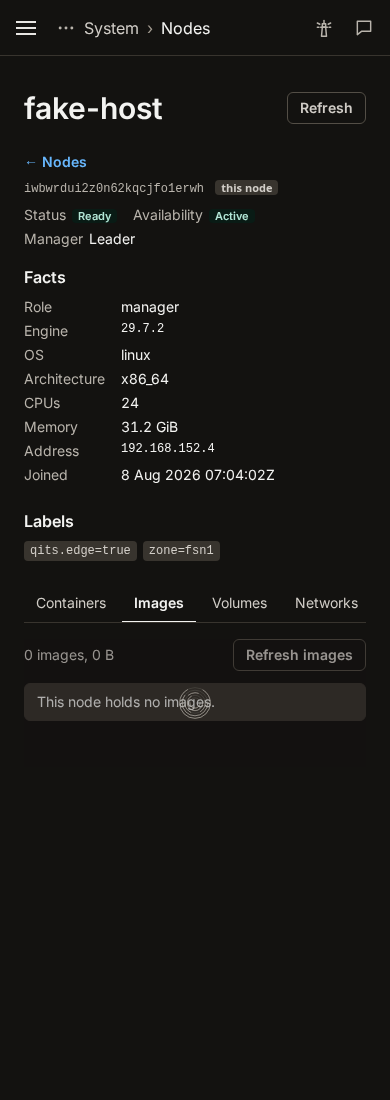 System › Nodes
fake-host
Refresh
← Nodes
iwbwrdui2z0n62kqcjfo1erwh this node
Status Ready Availability Active
Manager Leader
Facts
Role manager
Engine 29.7.2
OS linux
Architecture x86_64
CPUs 24
Memory 31.2 GiB
Address 192.168.152.4
Joined 8 Aug 2026 07:04:02Z
Labels
qits.edge=true zone=fsn1
Containers Images Volumes Networks
0 images, 0 B Refresh images
This node holds no images.